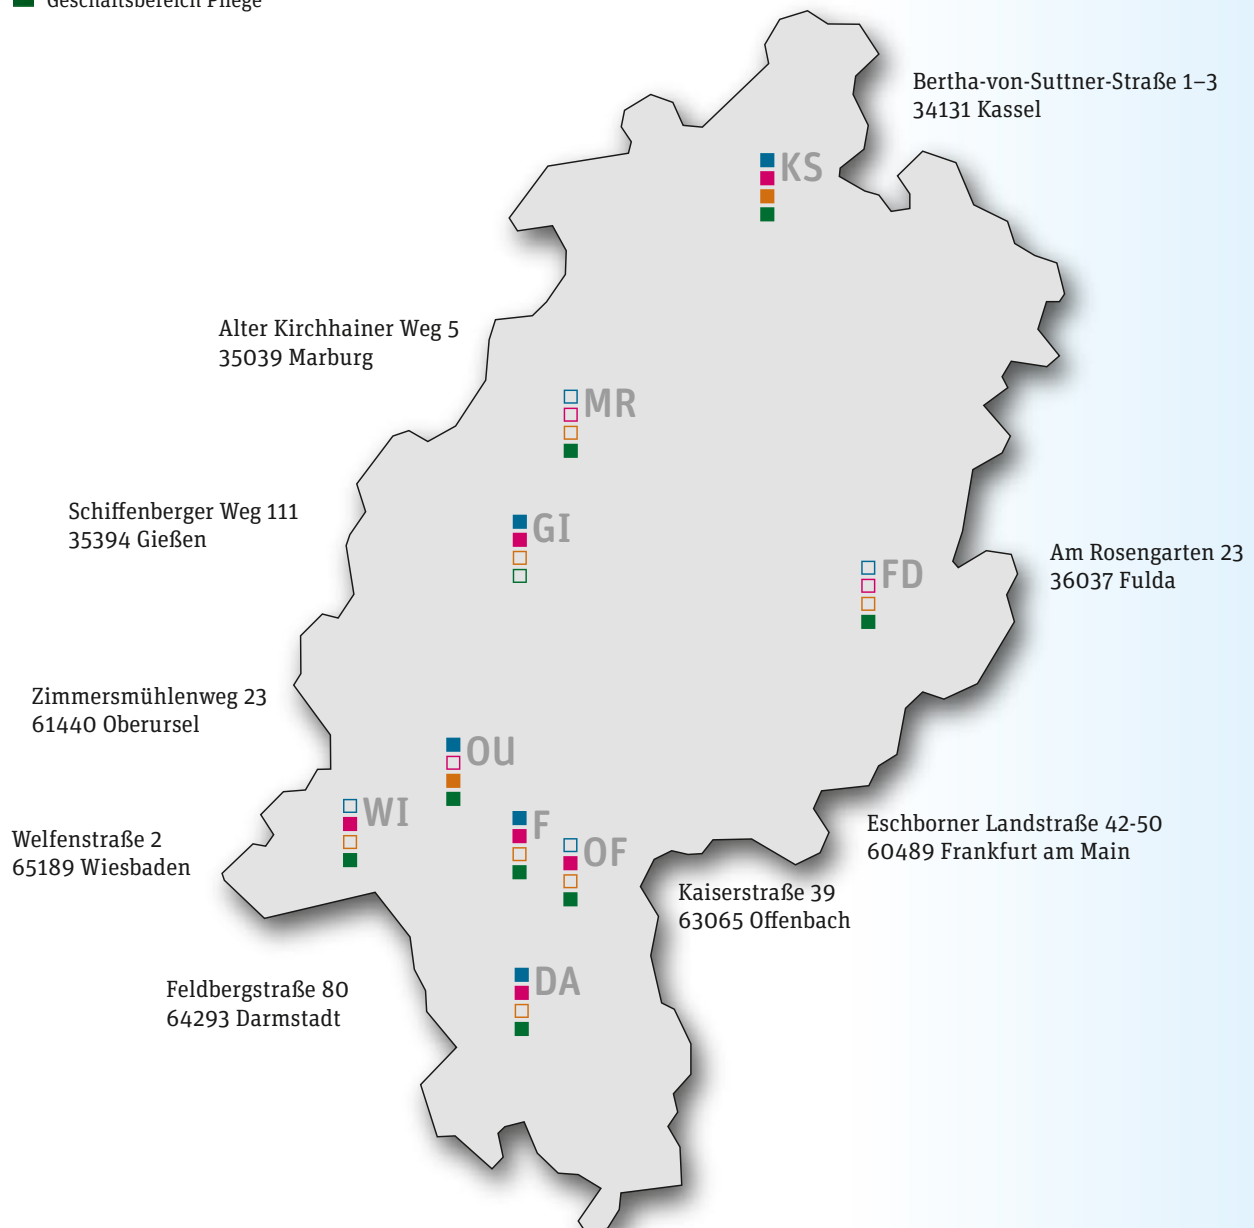 Geschäftsbereich Pflege
Bertha-von-Suttner-Straße 1–3
34131 Kassel
KS
Alter Kirchhainer Weg 5
35039 Marburg
MR
Schiffenberger Weg 111
35394 Gießen
GI
Am Rosengarten 23
36037 Fulda
FD
Zimmersmühlenweg 23
61440 Oberursel
OU
WI
F
OF
Welfenstraße 2
65189 Wiesbaden
Eschborner Landstraße 42-50
60489 Frankfurt am Main
Kaiserstraße 39
63065 Offenbach
DA
Feldbergstraße 80
64293 Darmstadt